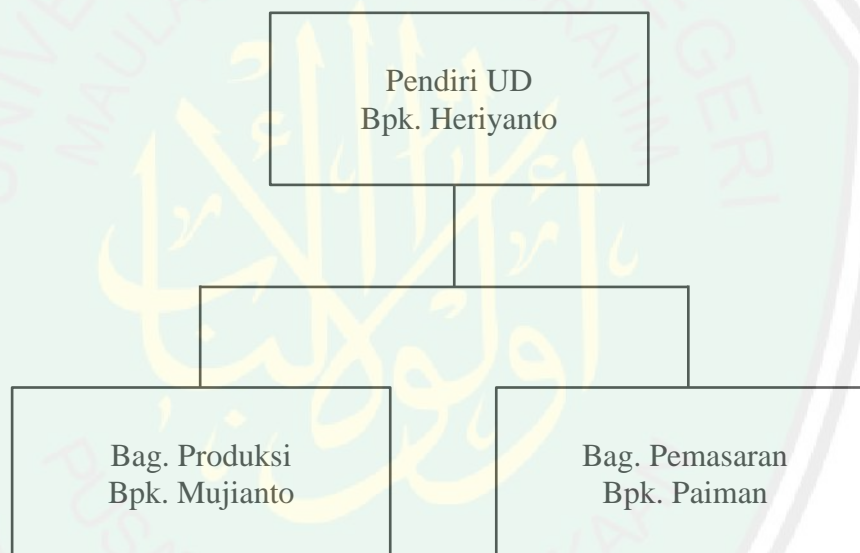 Pendiri UD
Bpk. Heriyanto
Bag. Produksi
Bpk. Mujianto
Bag. Pemasaran
Bpk. Paiman